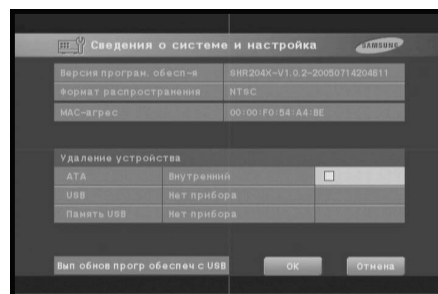 Сведения о системе и настройка
SAMSUNG
Версия програм. обесп-я SHR204X-V1.0.2-20050714204811
Формат распространения NTSC
MAC-агрес 00:00:F0:54:A4:BE
Удаление устройства
ATA Внутренний
USB Нет прибора
Память USB Нет прибора
Вып обнов прогр обеспеч с USB OK Отмена